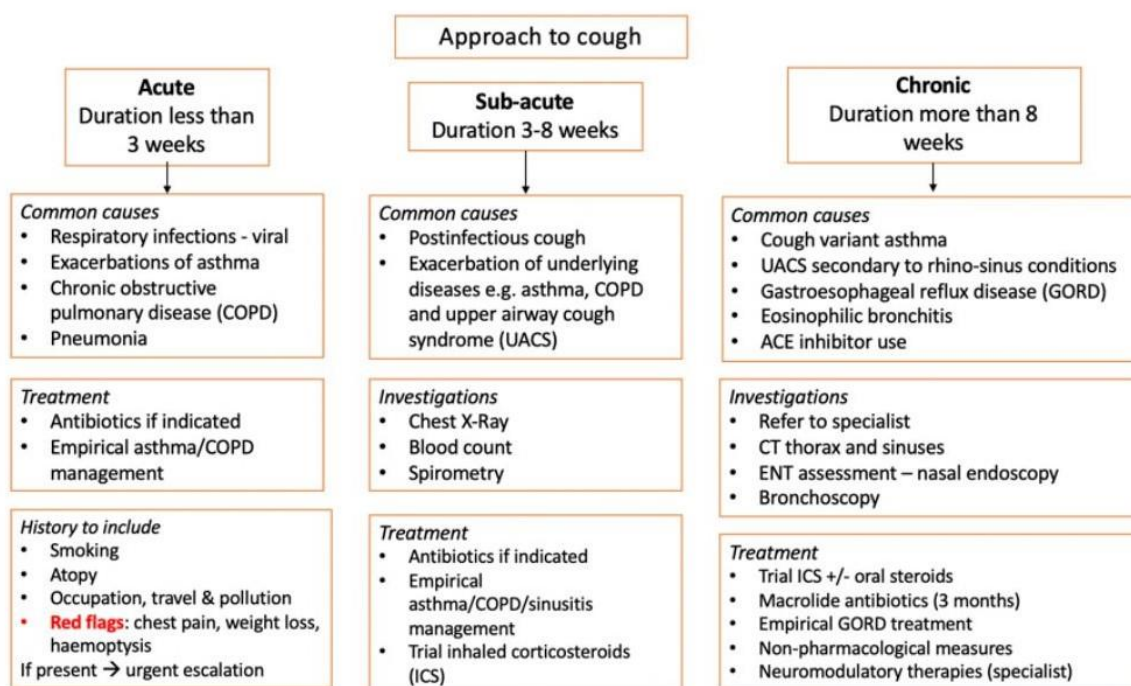 Approach to cough
Acute
Duration less than
3 weeks
Common causes
• Respiratory infections - viral
• Exacerbations of asthma
• Chronic obstructive
pulmonary disease (COPD)
• Pneumonia
Treatment
• Antibiotics if indicated
• Empirical asthma/COPD
management
History to include
• Smoking
• Atopy
• Occupation, travel & pollution
• Red flags: chest pain, weight loss,
haemoptysis
If present → urgent escalation
Sub-acute
Duration 3-8 weeks
Common causes
• Postinfectious cough
• Exacerbation of underlying
diseases e.g. asthma, COPD
and upper airway cough
syndrome (UACS)
Investigations
• Chest X-Ray
• Blood count
• Spirometry
Treatment
• Antibiotics if indicated
• Empirical
asthma/COPD/sinusitis
management
• Trial inhaled corticosteroids
(ICS)
Chronic
Duration more than 8
weeks
Common causes
• Cough variant asthma
• UACS secondary to rhino-sinus conditions
• Gastroesophageal reflux disease (GORD)
• Eosinophilic bronchitis
• ACE inhibitor use
Investigations
• Refer to specialist
• CT thorax and sinuses
• ENT assessment – nasal endoscopy
• Bronchoscopy
Treatment
• Trial ICS +/- oral steroids
• Macrolide antibiotics (3 months)
• Empirical GORD treatment
• Non-pharmacological measures
• Neuromodulatory therapies (specialist)